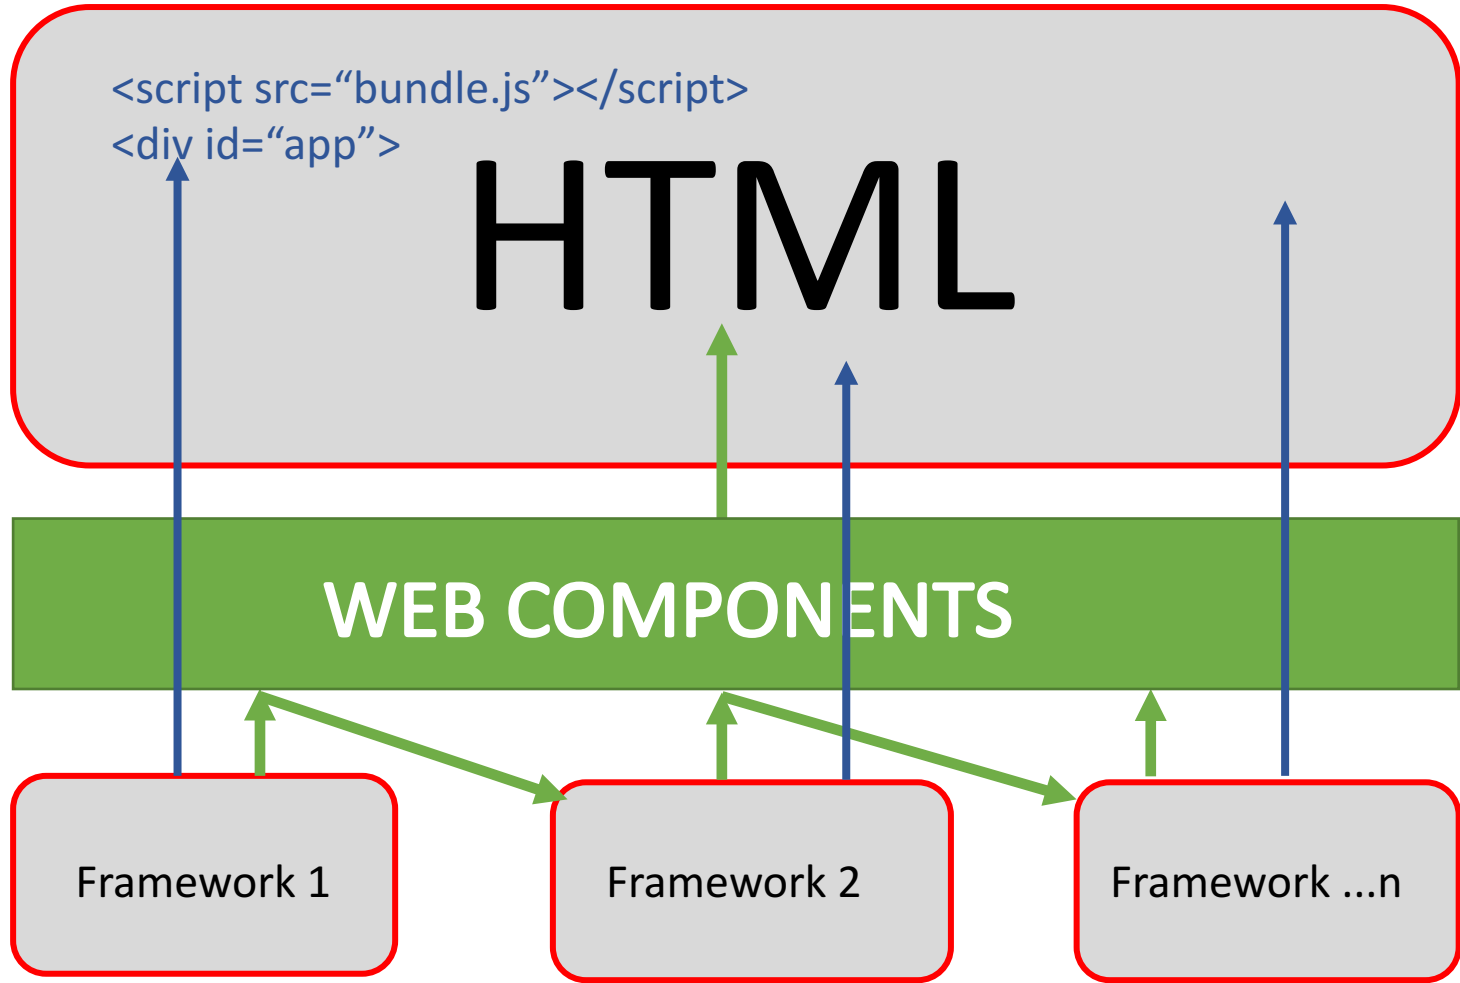 <script src=“bundle.js”></script>
<div id=“app”>
HTML
WEB COMPONENTS
Framework 1
Framework 2
Framework ...n